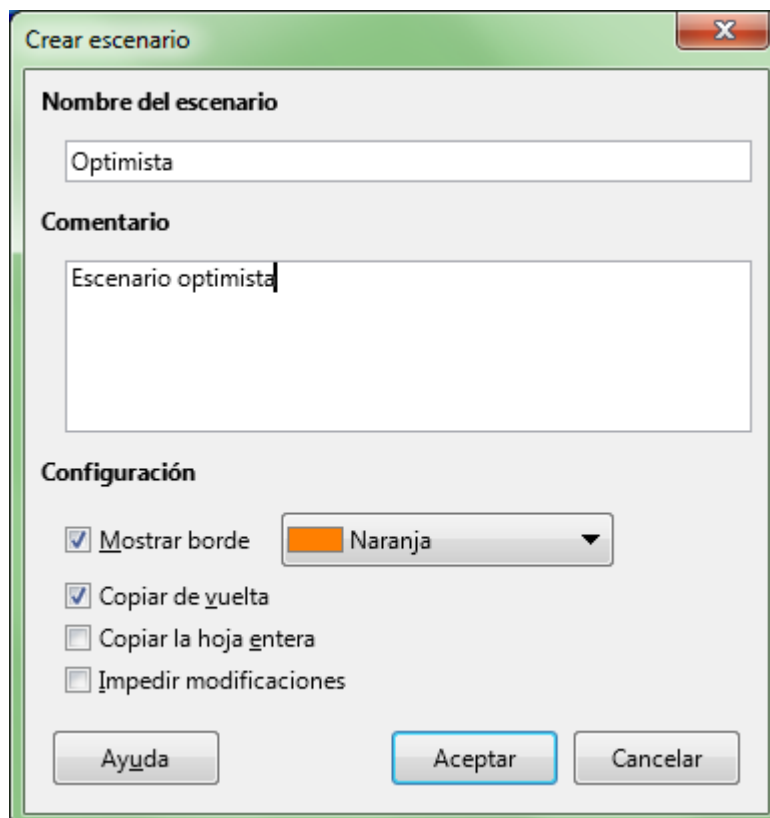 Crear escenario
Nombre del escenario
Optimista
Comentario
Escenario optimista
Configuración
Mostrar borde Naranja
Copiar de vuelta
Copiar la hoja entera
Impedir modificaciones
Ayuda Aceptar Cancelar